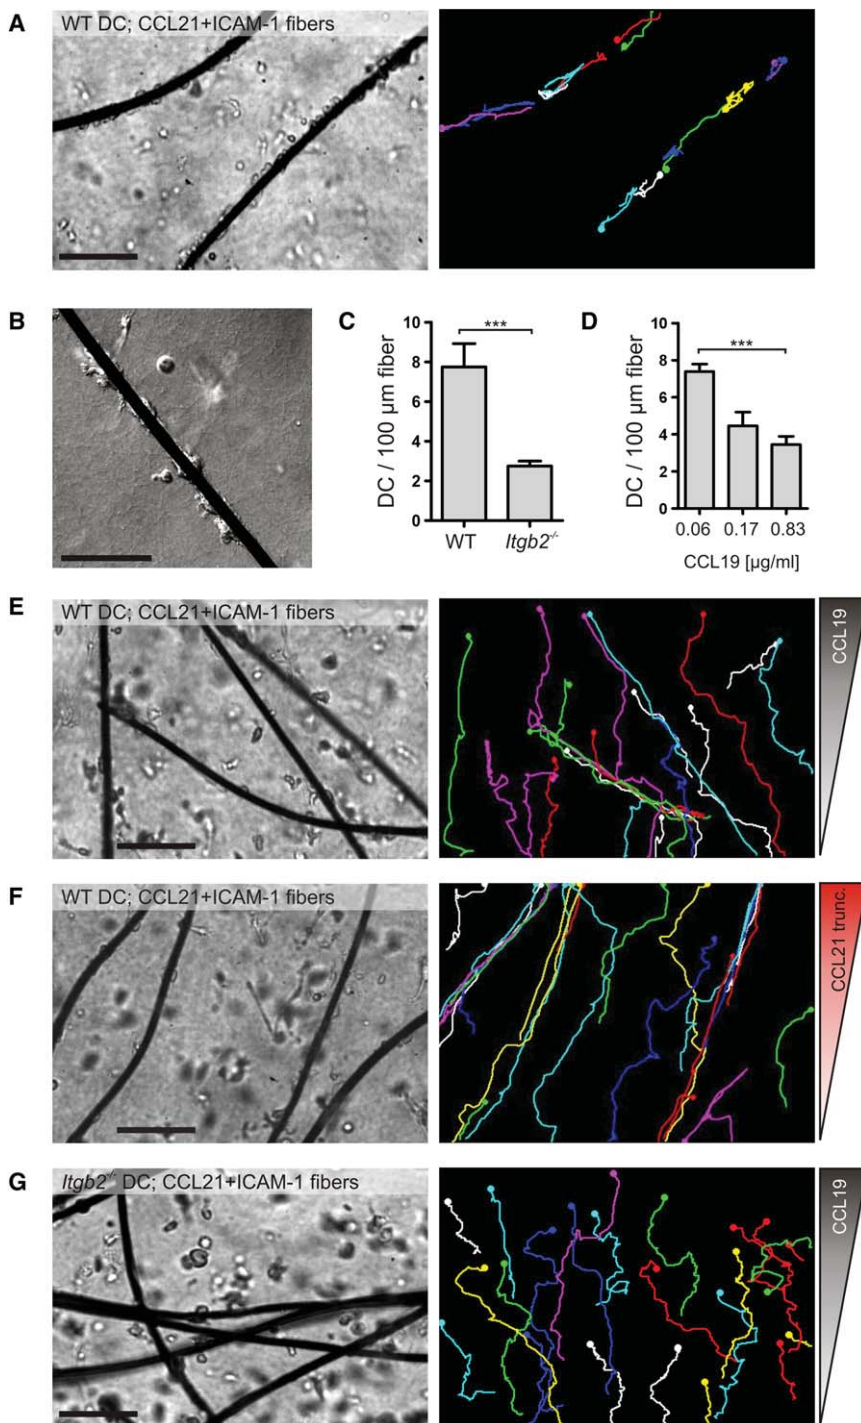 A
WT DC; CCL21+ICAM-1 fibers
B
C
DC / 100 µm fiber
10
8
6
4
2
0
***
WT
Itgb2-/-
D
DC / 100 µm fiber
10
8
6
4
2
0
***
0.06 0.17 0.83
CCL19 [µg/ml]
E
WT DC; CCL21+ICAM-1 fibers
CCL19
F
WT DC; CCL21+ICAM-1 fibers
CCL21 trunc.
G
Itgb2-/- DC; CCL21+ICAM-1 fibers
CCL19